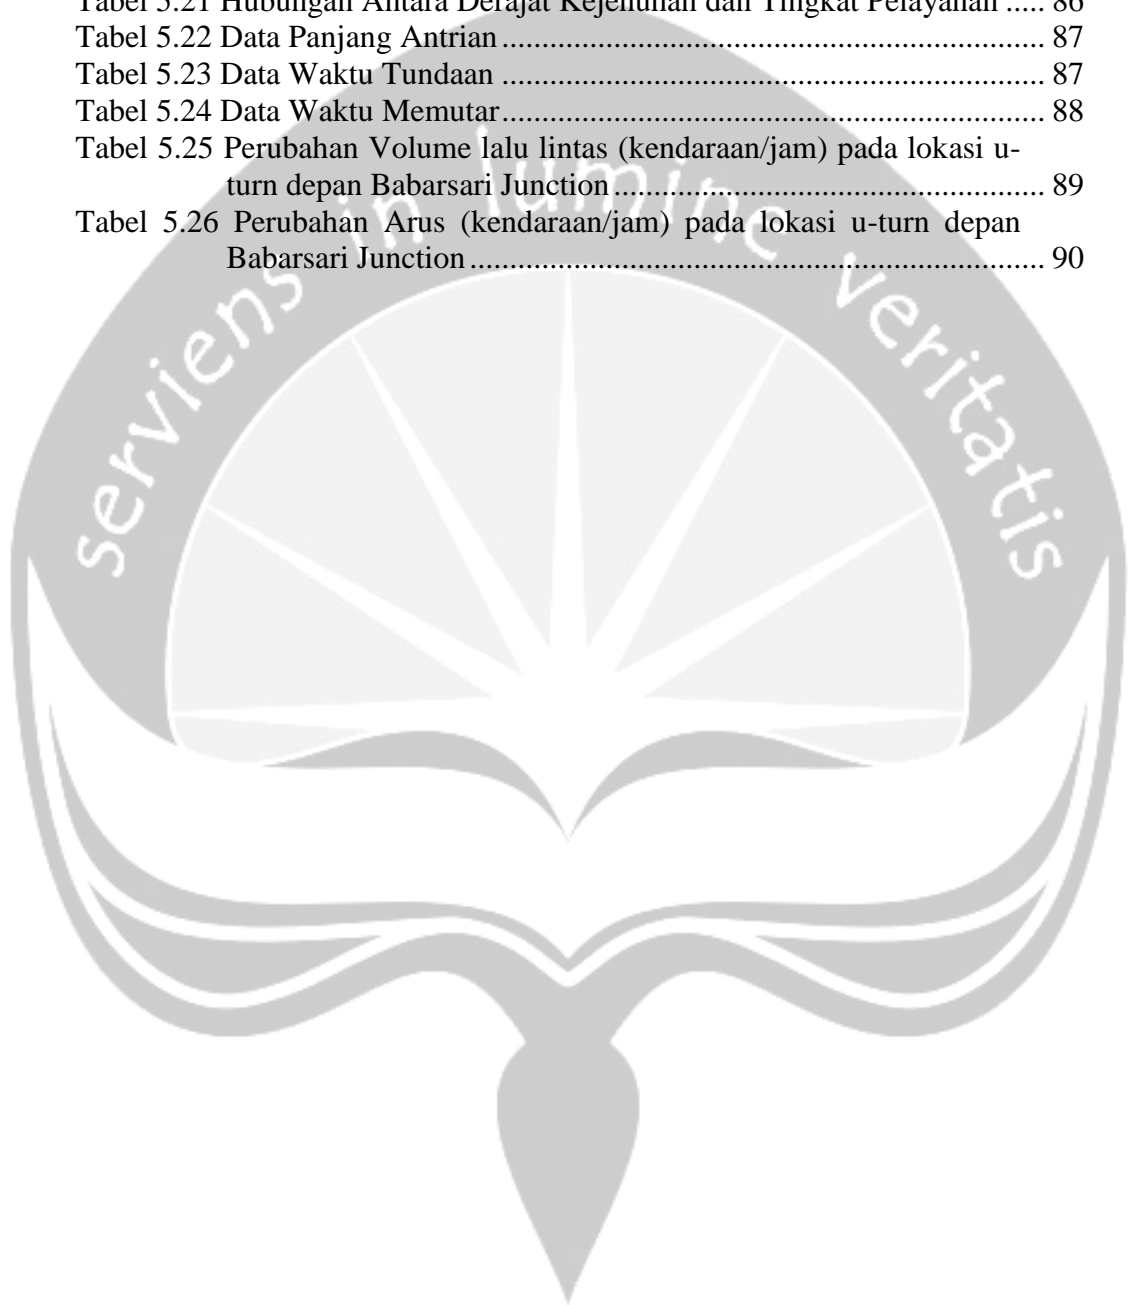 Tabel 5.21 Hubungan Antara Derajat Kejenuhan dan Tingkat Pelayanan ..... 86
Tabel 5.22 Data Panjang Antrian .................................................................... 87
Tabel 5.23 Data Waktu Tundaan .................................................................... 87
Tabel 5.24 Data Waktu Memutar.................................................................... 88
Tabel 5.25 Perubahan Volume lalu lintas (kendaraan/jam) pada lokasi u-
turn depan Babarsari Junction ...................................................... 89
Tabel 5.26 Perubahan Arus (kendaraan/jam) pada lokasi u-turn depan
Babarsari Junction ........................................................................ 90
serviens in lumine veritatis